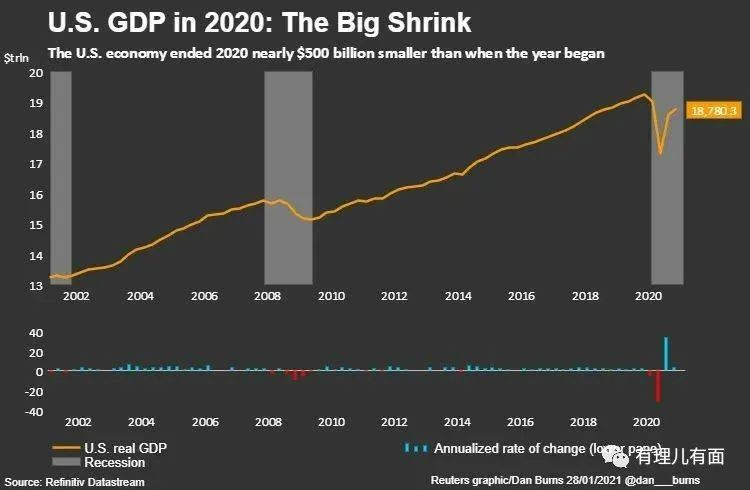 U.S. GDP in 2020: The Big Shrink
The U.S. economy ended 2020 nearly $500 billion smaller than when the year began
$trln
20
19
18,780.3
18
17
16
15
14
13
2002 2004 2006 2008 2010 2012 2014 2016 2018 2020
40
20
0
-20
-40
2002 2004 2006 2008 2010 2012 2014 2016 2018 2020
U.S. real GDP
Annualized rate of change (lower pane)
Recession
有理儿有面
Source: Refinitiv Datastream
Reuters graphic/Dan Burns 28/01/2021 @dan___burns